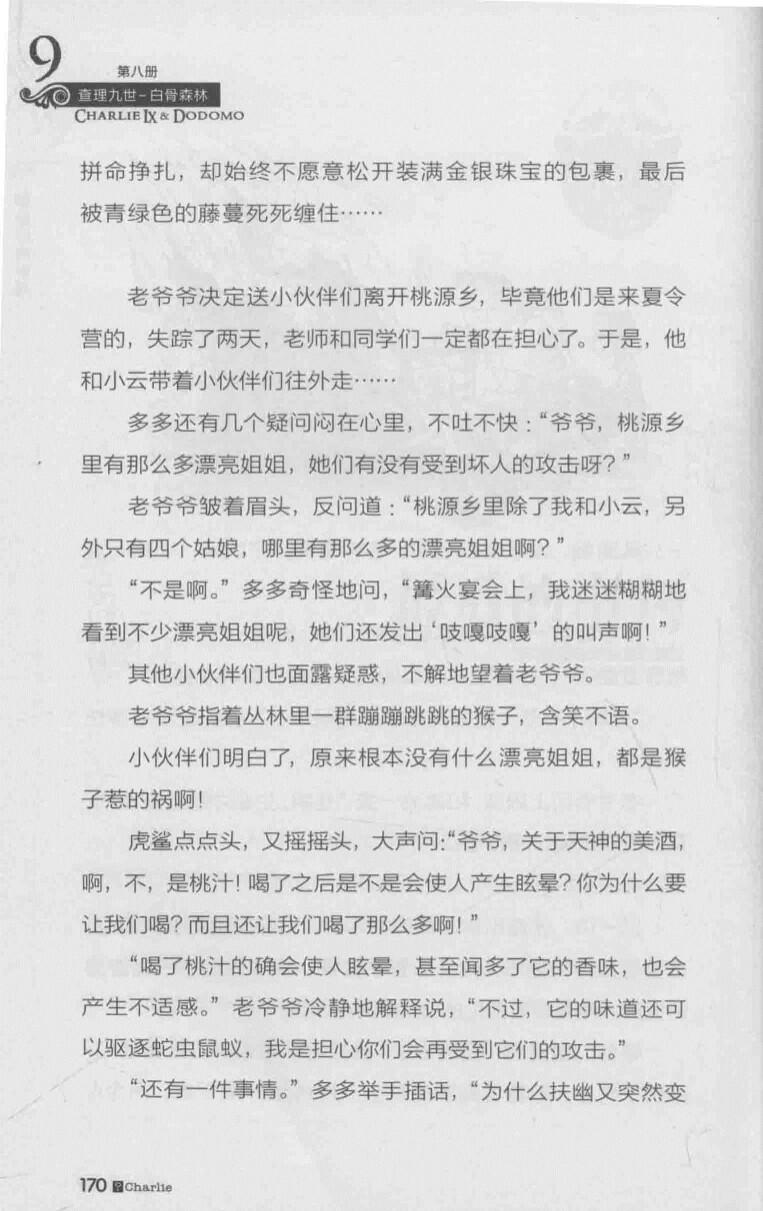 9
第八册
查理九世-白骨森林
CHARLIE IX & DODOMO
拼命挣扎，却始终不愿意松开装满金银珠宝的包裹，最后
被青绿色的藤蔓死死缠住……
老爷爷决定送小伙伴们离开桃源乡，毕竟他们是来夏令
营的，失踪了两天，老师和同学们一定都在担心了。于是，他
和小云带着小伙伴们往外走……
多多还有几个疑问闷在心里，不吐不快：“爷爷，桃源乡
里有那么多漂亮姐姐，她们有没有受到坏人的攻击呀？”
老爷爷皱着眉头，反问道：“桃源乡里除了我和小云，另
外只有四个姑娘，哪里有那么多的漂亮姐姐啊？”
“不是啊。”多多奇怪地问，“篝火宴会上，我迷迷糊糊地
看到不少漂亮姐姐呢，她们还发出‘吱嘎吱嘎’的叫声啊！”
其他小伙伴们也面露疑惑，不解地望着老爷爷。
老爷爷指着丛林里一群蹦蹦跳跳的猴子，含笑不语。
小伙伴们明白了，原来根本没有什么漂亮姐姐，都是猴
子惹的祸啊！
虎鲨点点头，又摇摇头，大声问：“爷爷，关于天神的美酒，
啊，不，是桃汁！喝了之后是不是会使人产生眩晕？你为什么要
让我们喝？而且还让我们喝了那么多啊！”
“喝了桃汁的确会使人眩晕，甚至闻多了它的香味，也会
产生不适感。”老爷爷冷静地解释说，“不过，它的味道还可
以驱逐蛇虫鼠蚁，我是担心你们会再受到它们的攻击。”
“还有一件事情。”多多举手插话，“为什么扶幽又突然变
170 Charlie